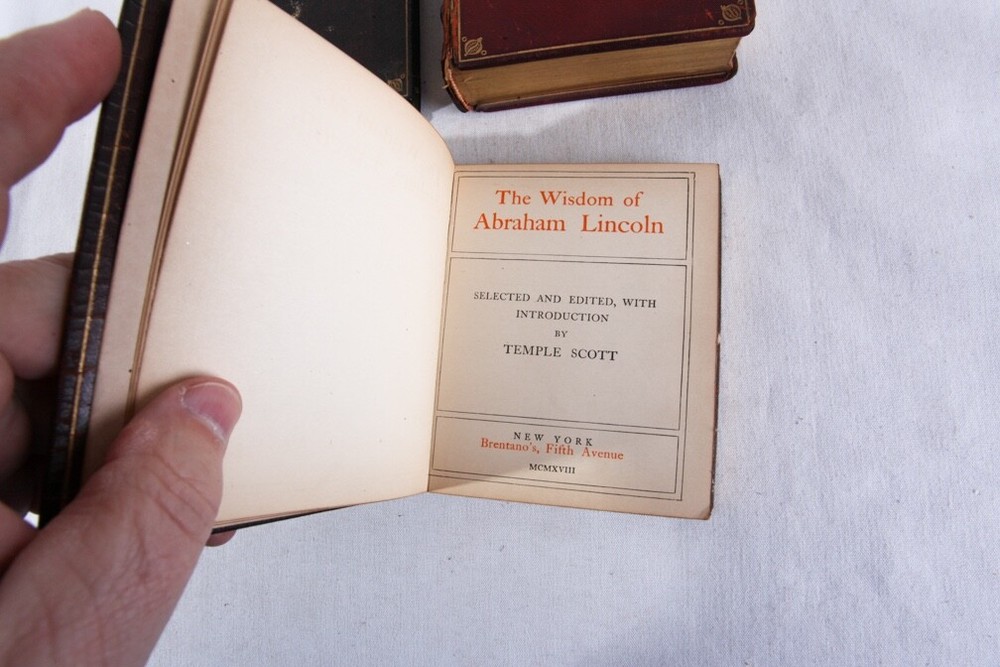 The Wisdom of
Abraham Lincoln
SELECTED AND EDITED, WITH
INTRODUCTION
BY
TEMPLE SCOTT
NEW YORK
Brentano's, Fifth Avenue
MCMXVIII